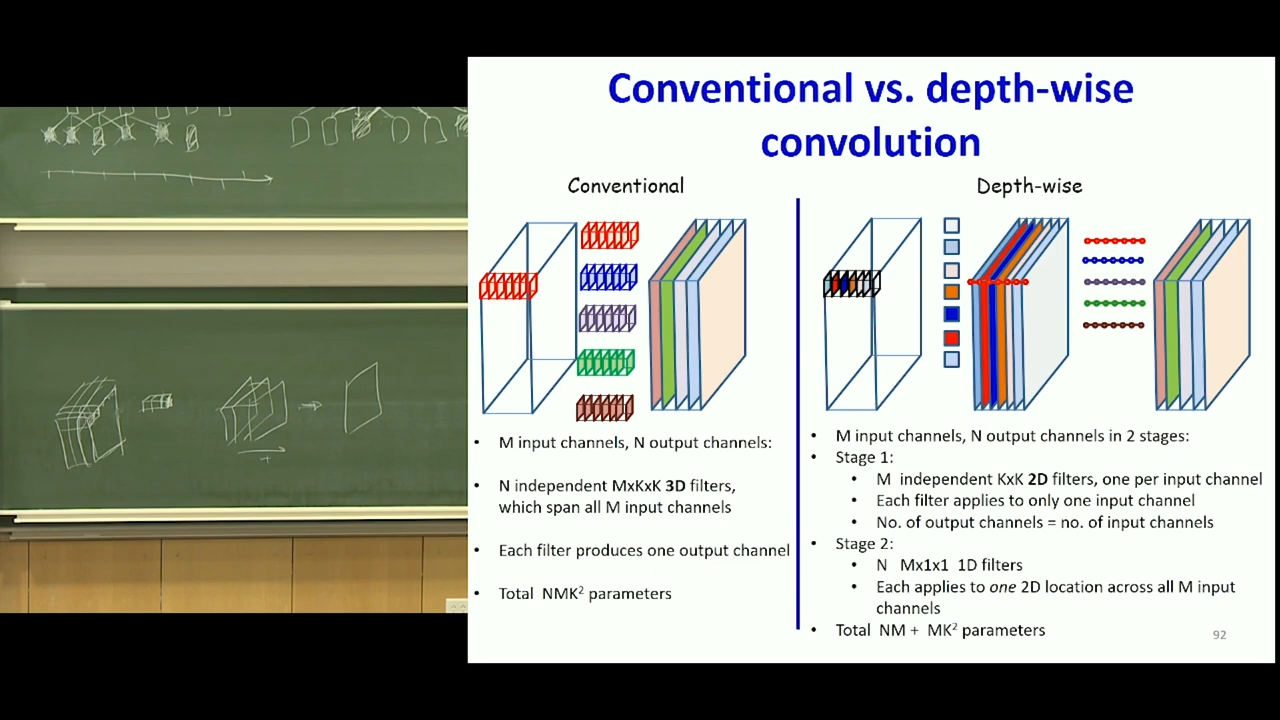 Conventional vs. depth-wise
convolution
Conventional
• M input channels, N output channels:
• N independent MxKxK 3D filters,
which span all M input channels
• Each filter produces one output channel
• Total NMK² parameters
Depth-wise
• M input channels, N output channels in 2 stages:
• Stage 1:
• M independent KxK 2D filters, one per input channel
• Each filter applies to only one input channel
• No. of output channels = no. of input channels
• Stage 2:
• N Mx1x1 1D filters
• Each applies to one 2D location across all M input
channels
• Total NM + MK² parameters
92